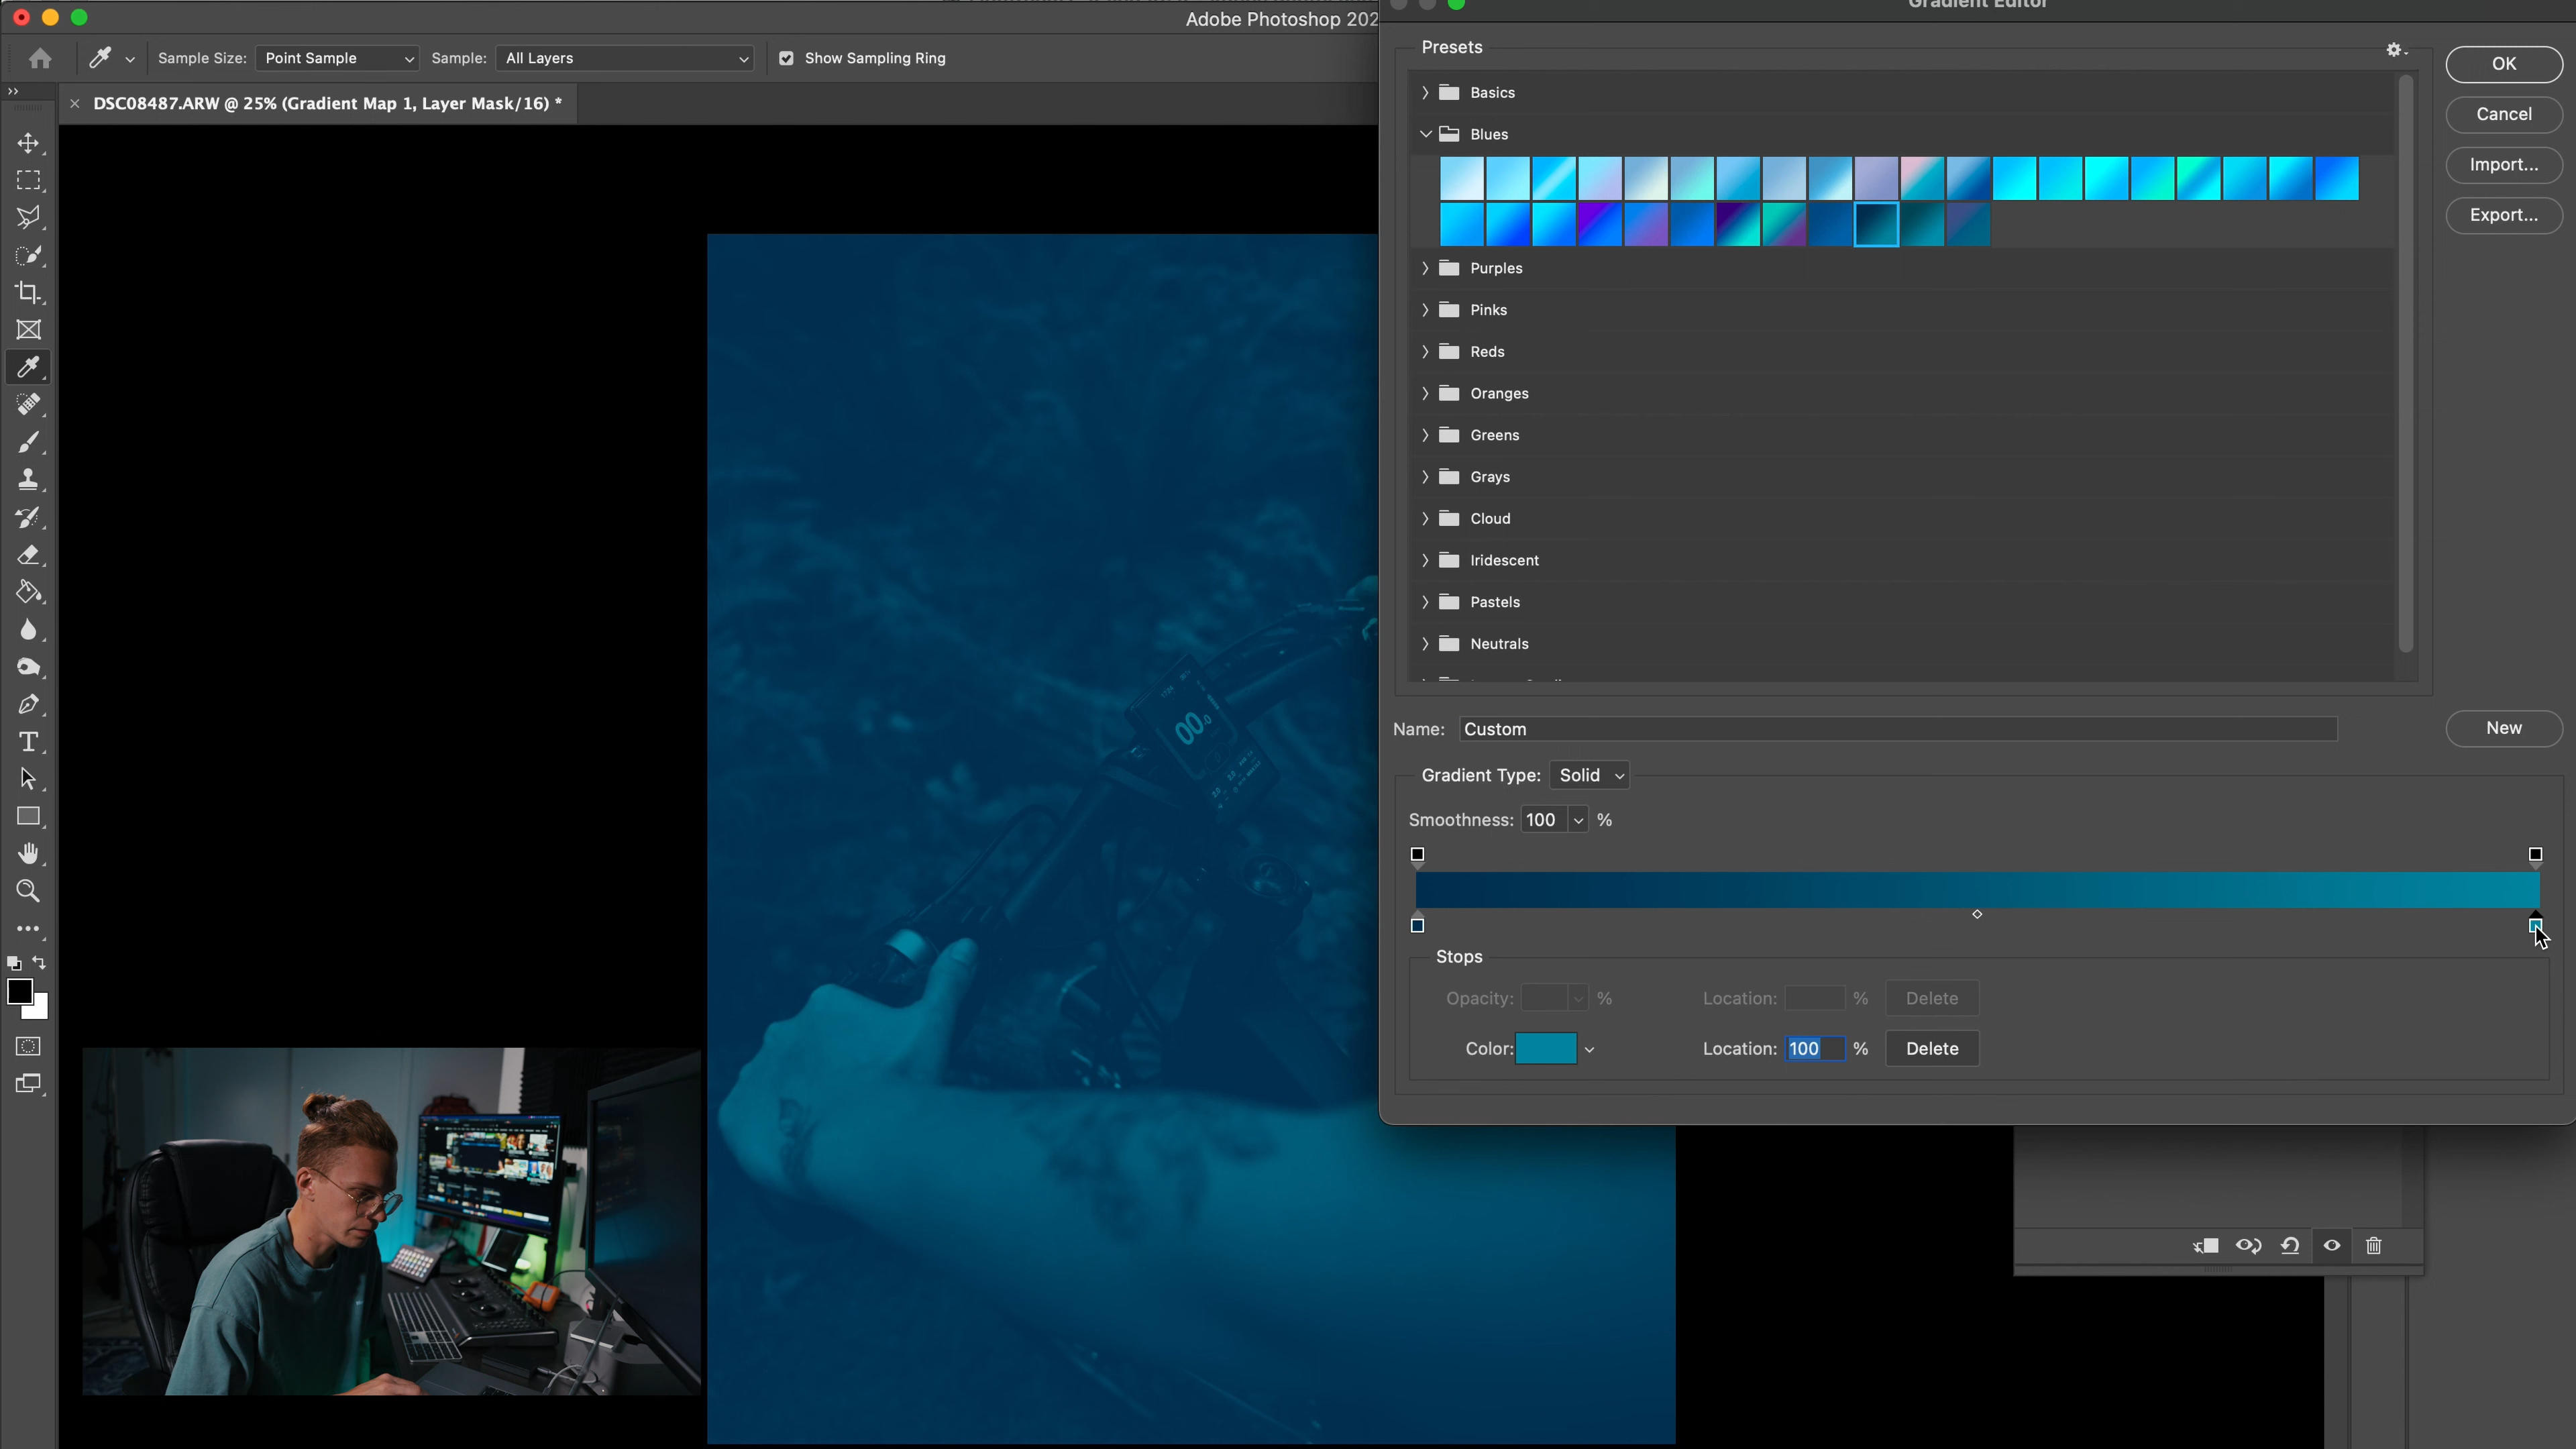 Adobe Photoshop 202
Gradient Editor
Sample Size: Point Sample
Sample: All Layers
Show Sampling Ring
DSC08487.ARW @ 25% (Gradient Map 1, Layer Mask/16) *
Presets
Basics
Blues
Purples
Pinks
Reds
Oranges
Greens
Grays
Cloud
Iridescent
Pastels
Neutrals
OK
Cancel
Import...
Export...
Name: Custom
New
Gradient Type: Solid
Smoothness: 100 %
Stops
Opacity: %
Location: %
Delete
Color:
Location: 100 %
Delete
00.0